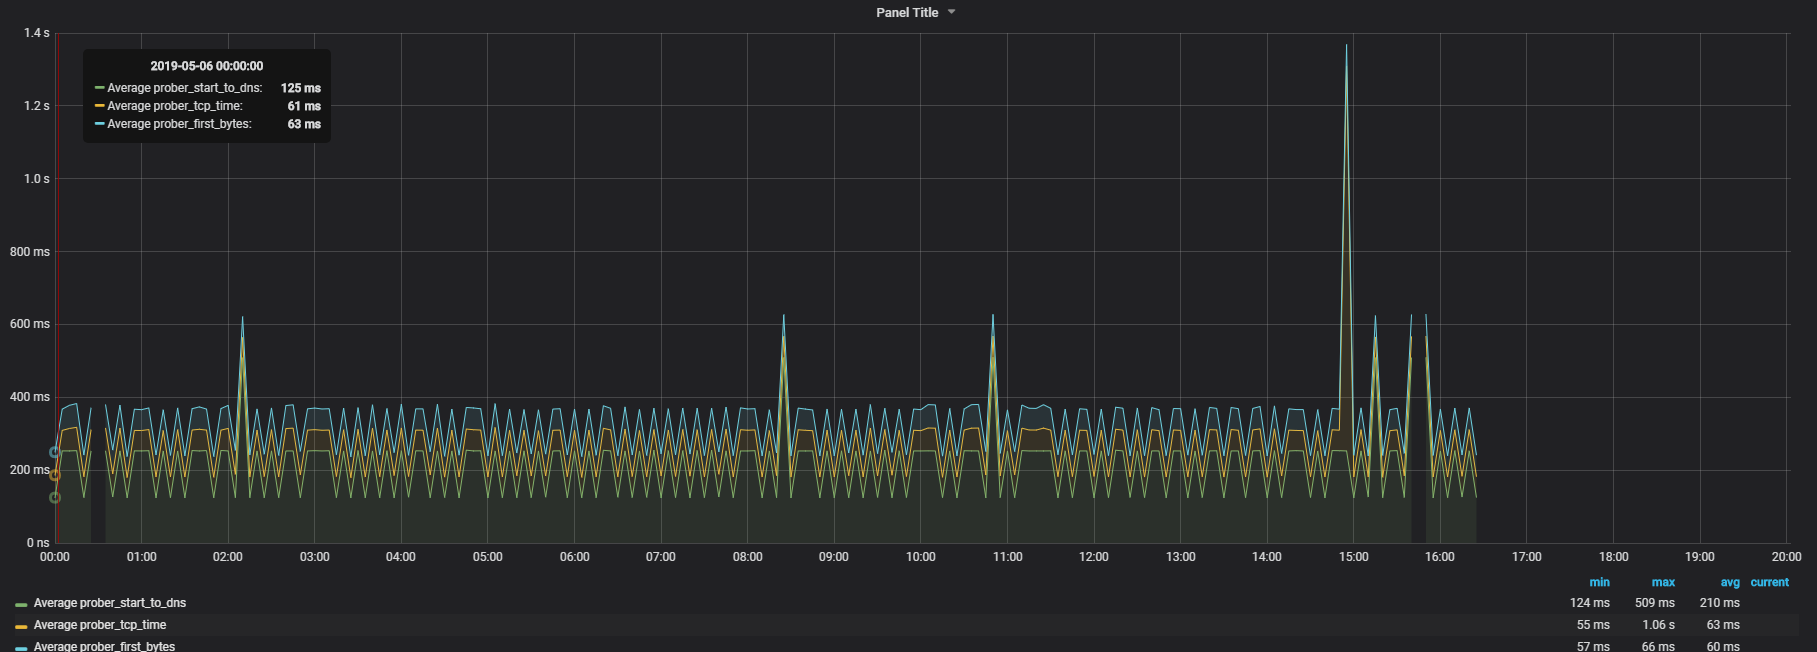 Panel Title
1.4 s
1.2 s
1.0 s
800 ms
600 ms
400 ms
200 ms
0 ns
2019-05-06 00:00:00
Average prober_start_to_dns: 125 ms
Average prober_tcp_time: 61 ms
Average prober_first_bytes: 63 ms
00:00 01:00 02:00 03:00 04:00 05:00 06:00 07:00 08:00 09:00 10:00 11:00 12:00 13:00 14:00 15:00 16:00 17:00 18:00 19:00 20:00
min max avg current
Average prober_start_to_dns 124 ms 509 ms 210 ms
Average prober_tcp_time 55 ms 1.06 s 63 ms
Average prober_first_bytes 57 ms 66 ms 60 ms